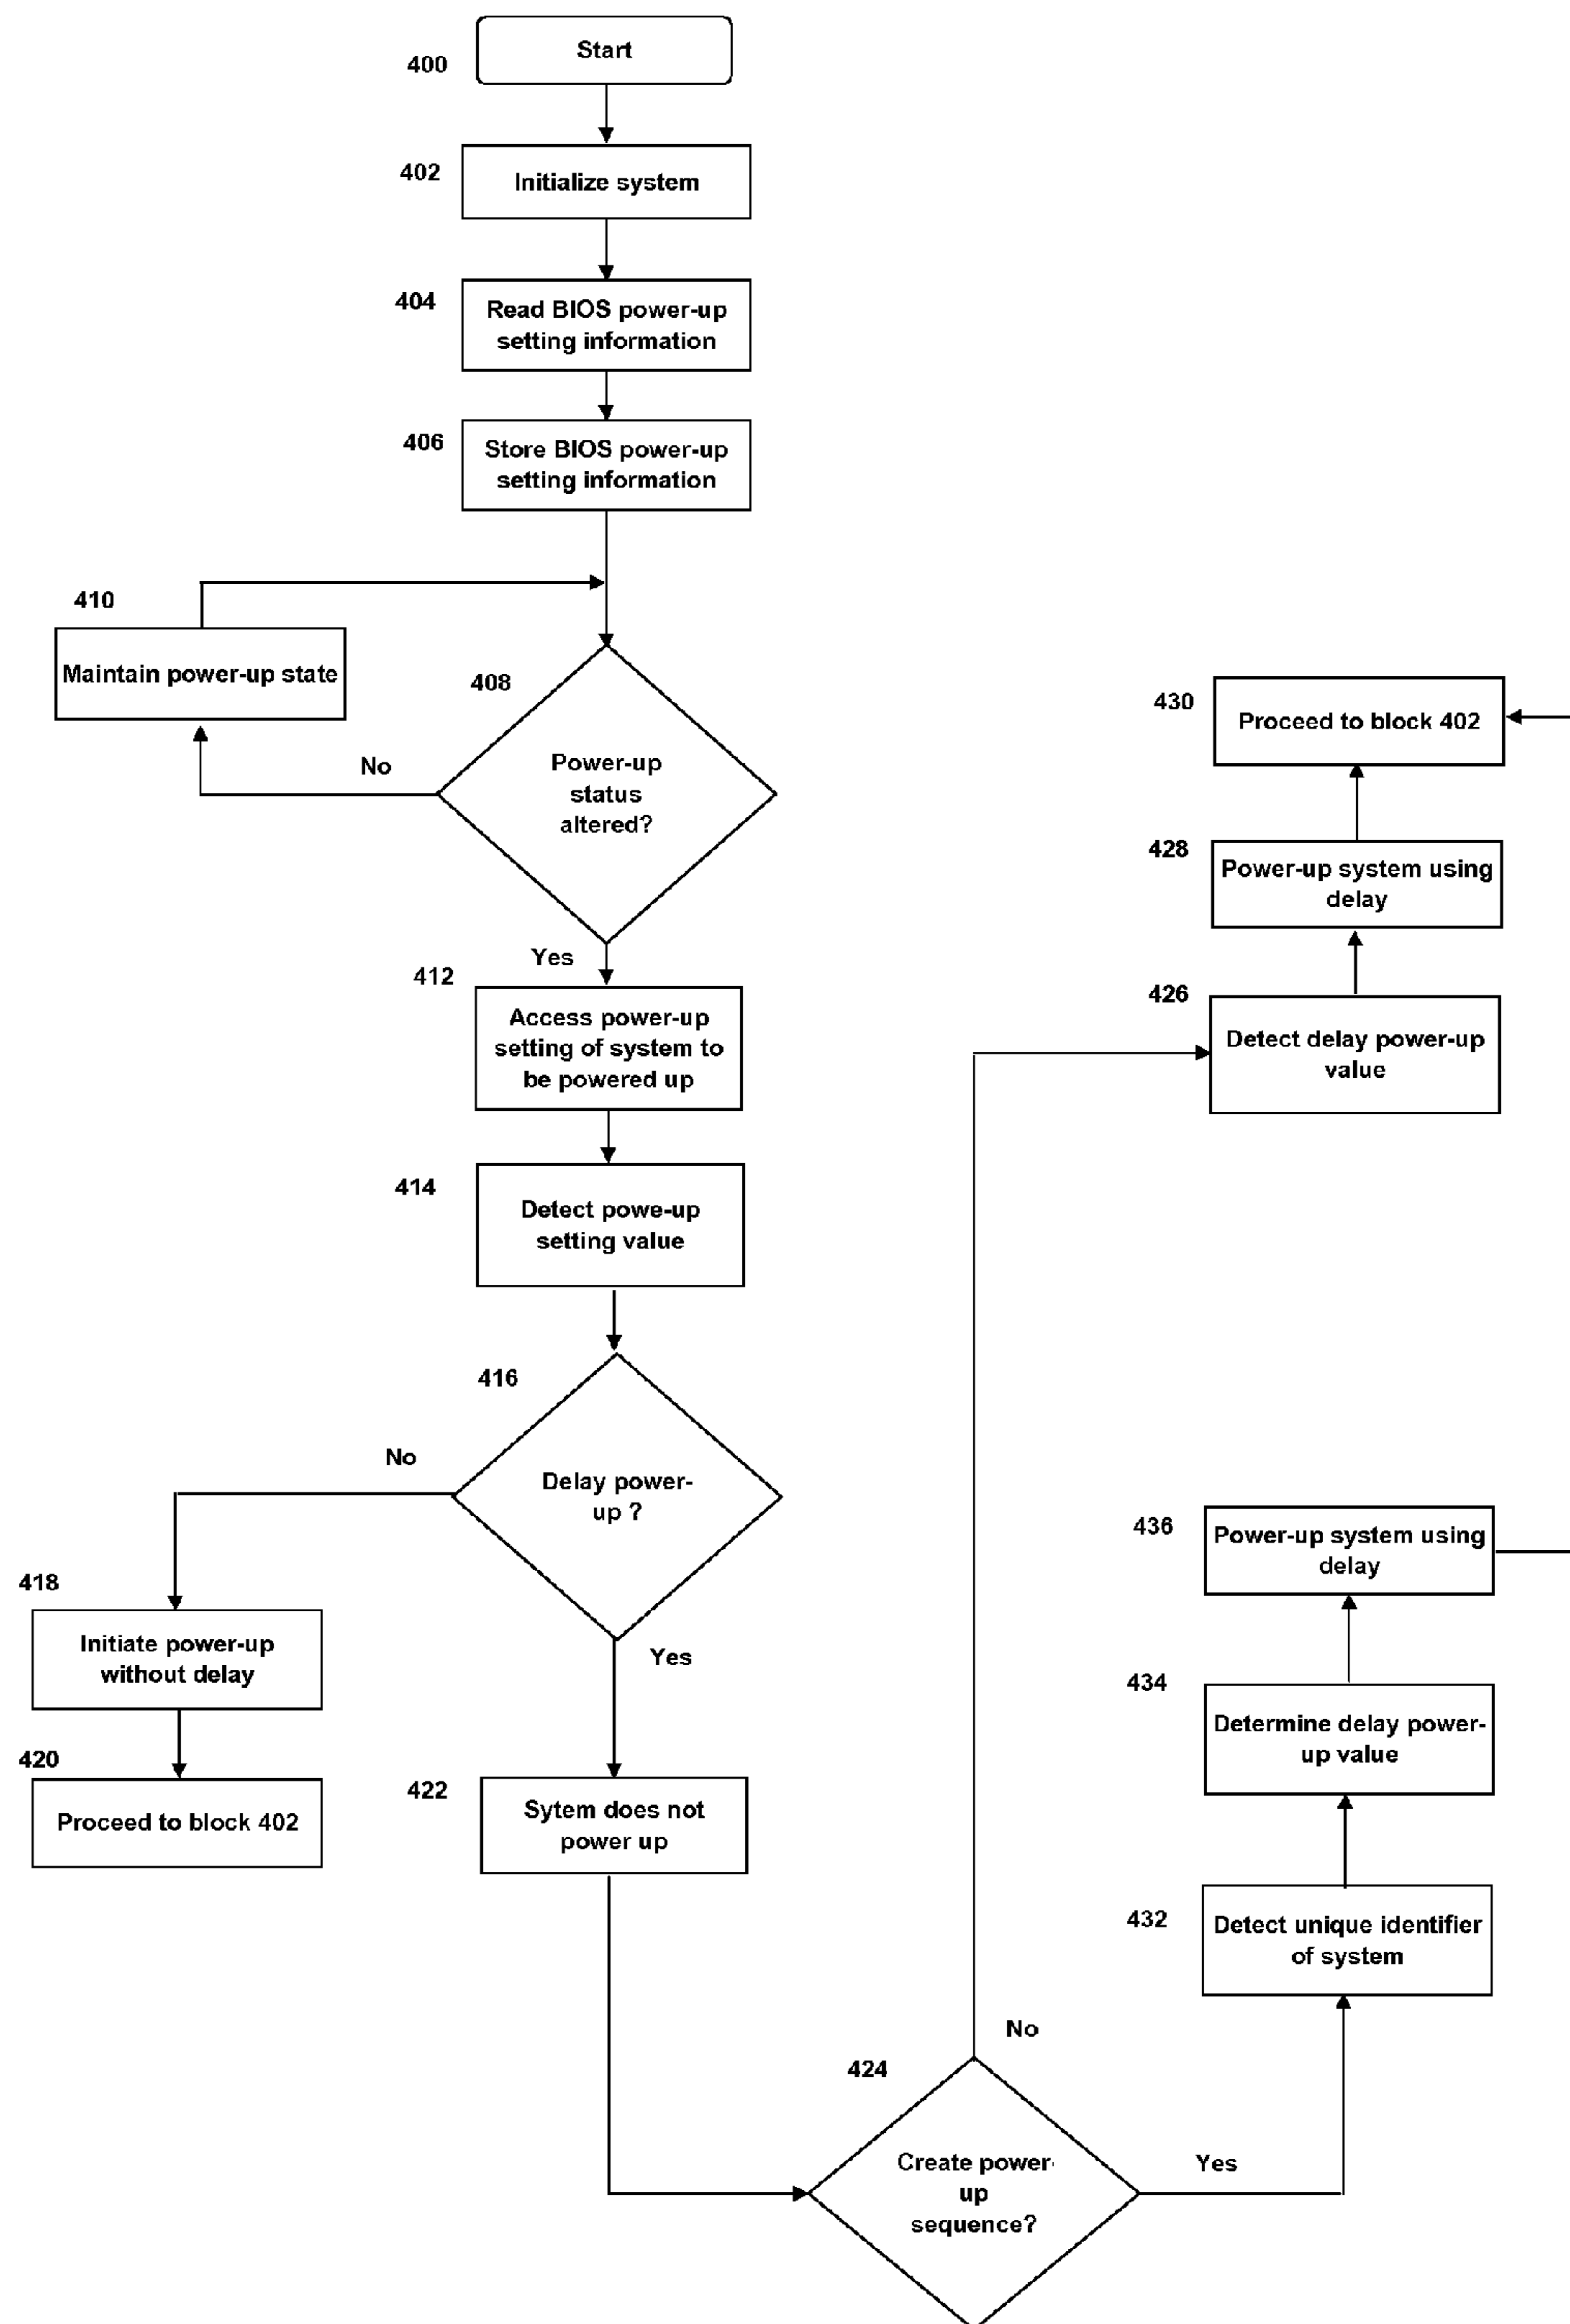 400
Start
402
Initialize system
404
Read BIOS power-up
setting information
406
Store BIOS power-up
setting information
410
Maintain power-up state
408
Power-up
status
altered?
No
Yes
412
Access power-up
setting of system to
be powered up
414
Detect powe-up
setting value
416
Delay power-
up ?
No
418
Initiate power-up
without delay
420
Proceed to block 402
Yes
422
Sytem does not
power up
424
Create power-
up
sequence?
No
426
Detect delay power-up
value
428
Power-up system using
delay
430
Proceed to block 402
Yes
432
Detect unique identifier
of system
434
Determine delay power-
up value
436
Power-up system using
delay